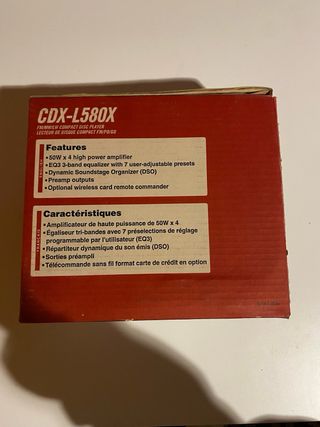 CDX-L580X
FM/MW/LW COMPACT DISC PLAYER
LECTEUR DE DISQUE COMPACT FM/PO/GO
ENGLISH
Features
•50W x 4 high power amplifier
•EQ3 3-band equalizer with 7 user-adjustable presets
•Dynamic Soundstage Organizer (DSO)
•Preamp outputs
•Optional wireless card remote commander
FRANÇAIS
Caractéristiques
•Amplificateur de haute puissance de 50W x 4
•Égaliser tri-bandes avec 7 préselections de réglage
programmable par l'utilisateur (EQ3)
•Répartiteur dynamique du son émis (DSO)
•Sorties préampli
•Télécommande sans fil format carte de crédit en option